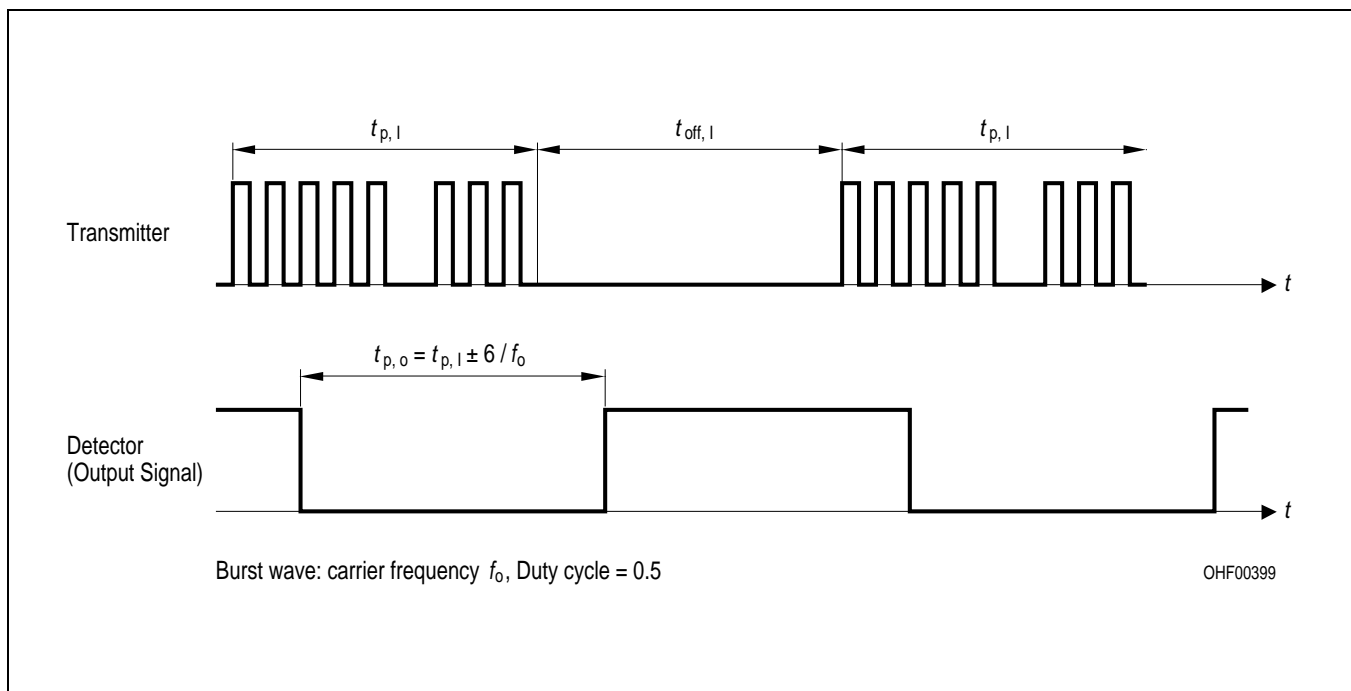 t p, I t off, I t p, I
Transmitter
t
t p, o = t p, I ± 6 / f o
Detector
(Output Signal)
t
Burst wave: carrier frequency f o, Duty cycle = 0.5
OHF00399